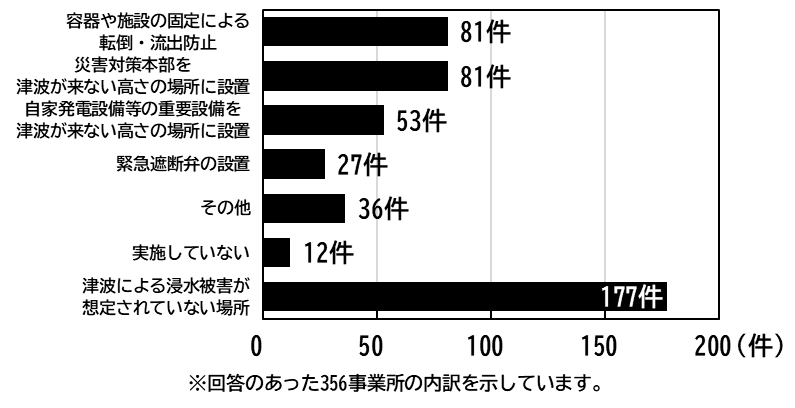 容器や施設の固定による
転倒・流出防止
81件
災害対策本部を
津波が来ない高さの場所に設置
81件
自家発電設備等の重要設備を
津波が来ない高さの場所に設置
53件
緊急遮断弁の設置
27件
その他
36件
実施していない
12件
津波による浸水被害が
想定されていない場所
177件
0 50 100 150 200(件)
※回答のあった356事業所の内訳を示しています。